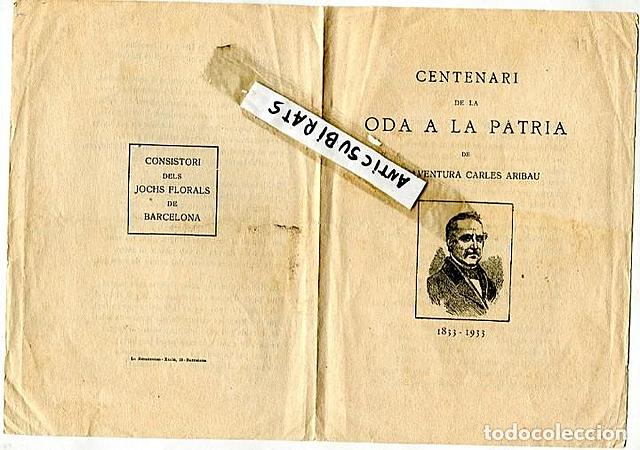 CONSISTORI
DELS
JOCHS FLORALS
DE
BARCELONA
ANTICSUBIRATS
CENTENARI
DE LA
ODA A LA PATRIA
DE
VENTURA CARLES ARIBAU
1833 - 1933
todocoleccion